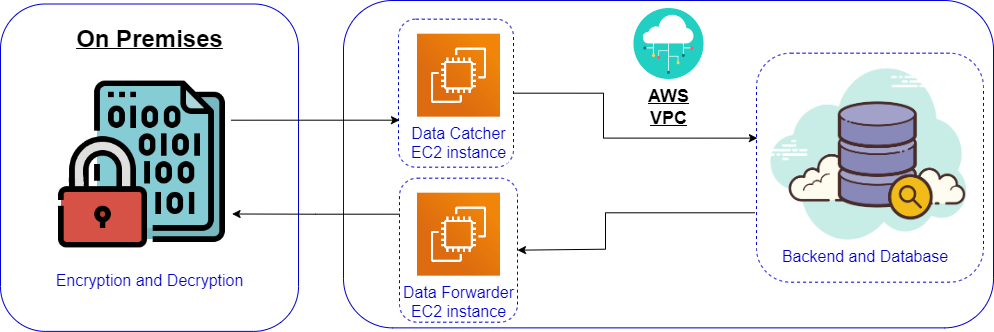 On Premises
0100
0101
100
101
Encryption and Decryption
Data Catcher
EC2 instance
Data Forwarder
EC2 instance
AWS
VPC
Backend and Database